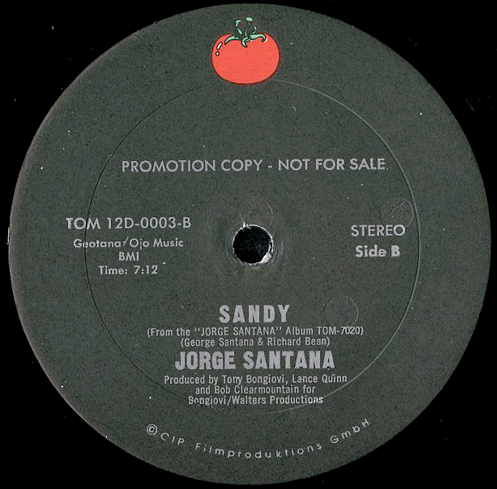 PROMOTION COPY - NOT FOR SALE
TOM 12D-0003-B
Geotana/Ojo Music
BMI
Time: 7:12
STEREO
Side B
SANDY
(From the "JORGE SANTANA" Album TOM-7020)
(George Santana & Richard Bean)
JORGE SANTANA
Produced by Tony Bongiovi, Lance Quinn
and Bob Clearmountain for
Bongiovi/Walters Productions
©CIP Filmproduktions GmbH